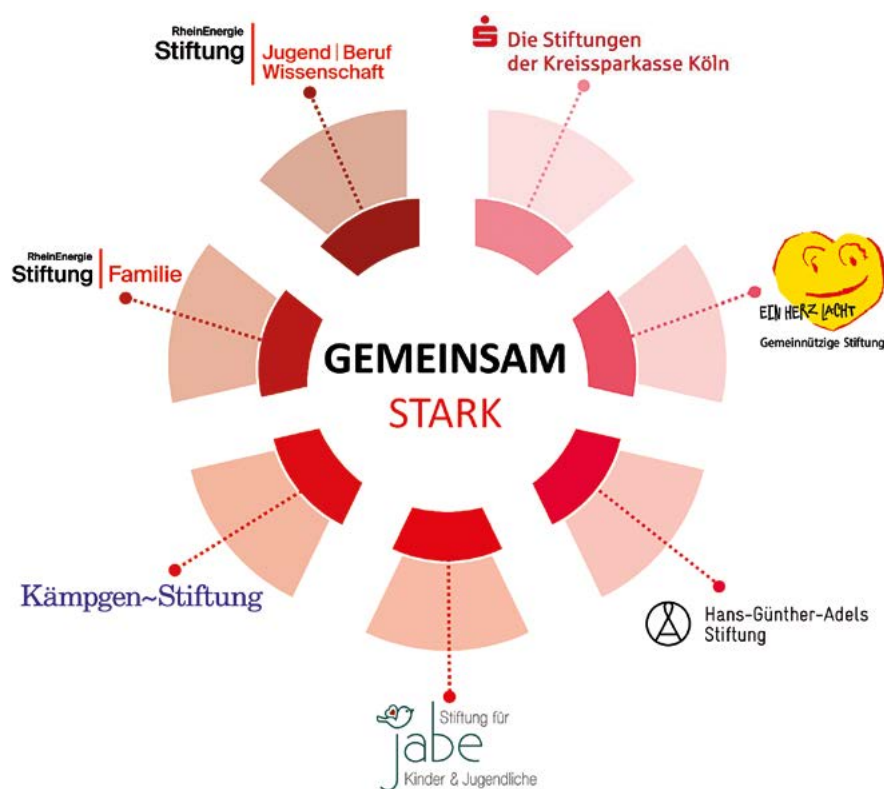 RheinEnergie
Stiftung
Jugend | Beruf
Wissenschaft
Die Stiftungen
der Kreissparkasse Köln
RheinEnergie
Stiftung
Familie
EIN HERZ LACHT
Gemeinnützige Stiftung
GEMEINSAM
STARK
Kämpgen~Stiftung
Hans-Günther-Adels
Stiftung
Stiftung für
jabe
Kinder & Jugendliche